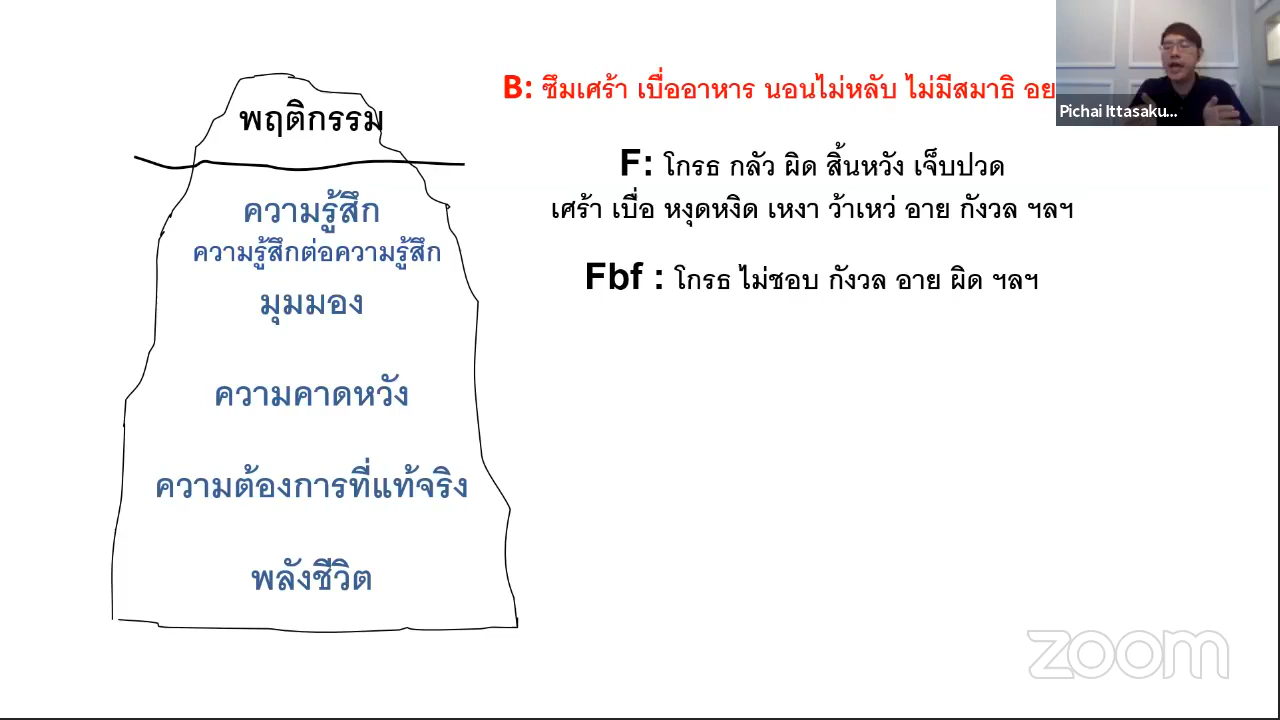 พฤติกรรม
ความรู้สึก
ความรู้สึกต่อความรู้สึก
มุมมอง
ความคาดหวัง
ความต้องการที่แท้จริง
พลังชีวิต
B: ซึมเศร้า เบื่ออาหาร นอนไม่หลับ ไม่มีสมาธิ อย
F: โกรธ กลัว ผิด สิ้นหวัง เจ็บปวด
เศร้า เบื่อ หงุดหงิด เหงา ว้าเหว่ อาย กังวล ฯลฯ
Fbf : โกรธ ไม่ชอบ กังวล อาย ผิด ฯลฯ
Pichai Ittasaku...
zoom